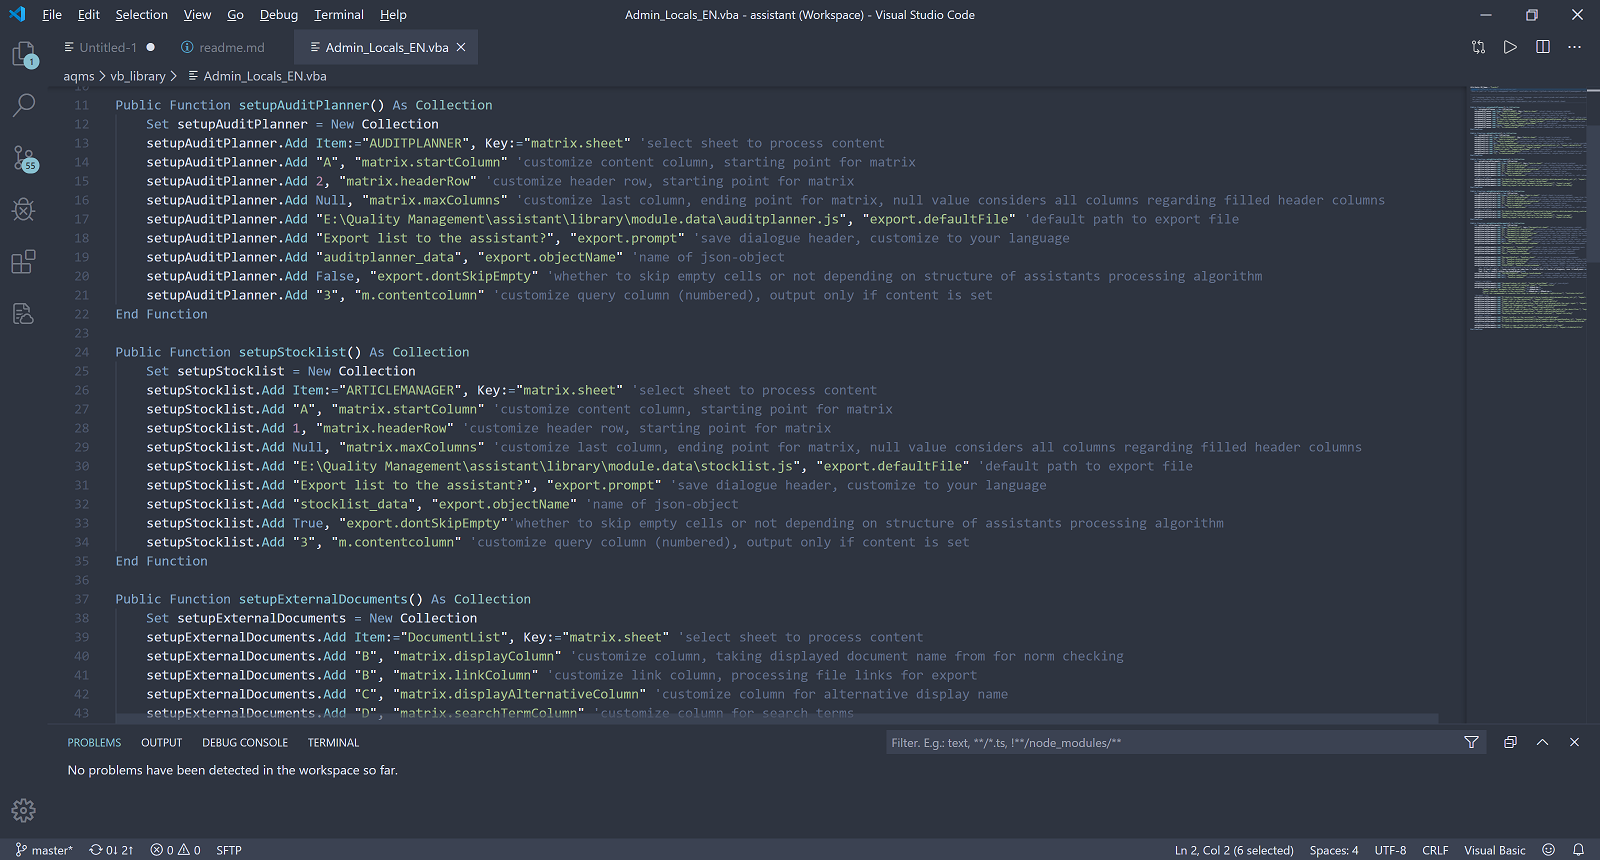 File Edit Selection View Go Debug Terminal Help Admin_Locals_EN.vba - assistant (Workspace) - Visual Studio Code
Untitled-1 readme.md Admin_Locals_EN.vba
aqms > vb_library > Admin_Locals_EN.vba
1
55
10
11 Public Function setupAuditPlanner() As Collection
12 Set setupAuditPlanner = New Collection
13 setupAuditPlanner.Add Item:="AUDITPLANNER", Key:="matrix.sheet" 'select sheet to process content
14 setupAuditPlanner.Add "A", "matrix.startColumn" 'customize content column, starting point for matrix
15 setupAuditPlanner.Add 2, "matrix.headerRow" 'customize header row, starting point for matrix
16 setupAuditPlanner.Add Null, "matrix.maxColumns" 'customize last column, ending point for matrix, null value considers all columns regarding filled header columns
17 setupAuditPlanner.Add "E:\Quality Management\assistant\library\module.data\auditplanner.js", "export.defaultFile" 'default path to export file
18 setupAuditPlanner.Add "Export list to the assistant?", "export.prompt" 'save dialogue header, customize to your language
19 setupAuditPlanner.Add "auditplanner_data", "export.objectName" 'name of json-object
20 setupAuditPlanner.Add False, "export.dontSkipEmpty" 'whether to skip empty cells or not depending on structure of assistants processing algorithm
21 setupAuditPlanner.Add "3", "m.contentcolumn" 'customize query column (numbered), output only if content is set
22 End Function
23
24 Public Function setupStocklist() As Collection
25 Set setupStocklist = New Collection
26 setupStocklist.Add Item:="ARTICLEMANAGER", Key:="matrix.sheet" 'select sheet to process content
27 setupStocklist.Add "A", "matrix.startColumn" 'customize content column, starting point for matrix
28 setupStocklist.Add 1, "matrix.headerRow" 'customize header row, starting point for matrix
29 setupStocklist.Add Null, "matrix.maxColumns" 'customize last column, ending point for matrix, null value considers all columns regarding filled header columns
30 setupStocklist.Add "E:\Quality Management\assistant\library\module.data\stocklist.js", "export.defaultFile" 'default path to export file
31 setupStocklist.Add "Export list to the assistant?", "export.prompt" 'save dialogue header, customize to your language
32 setupStocklist.Add "stocklist_data", "export.objectName" 'name of json-object
33 setupStocklist.Add True, "export.dontSkipEmpty"'whether to skip empty cells or not depending on structure of assistants processing algorithm
34 setupStocklist.Add "3", "m.contentcolumn" 'customize query column (numbered), output only if content is set
35 End Function
36
37 Public Function setupExternalDocuments() As Collection
38 Set setupExternalDocuments = New Collection
39 setupExternalDocuments.Add Item:="DocumentList", Key:="matrix.sheet" 'select sheet to process content
40 setupExternalDocuments.Add "B", "matrix.displayColumn" 'customize column, taking displayed document name from for norm checking
41 setupExternalDocuments.Add "B", "matrix.linkColumn" 'customize link column, processing file links for export
42 setupExternalDocuments.Add "C", "matrix.displayAlternativeColumn" 'customize column for alternative display name
43 setupExternalDocuments.Add "D", "matrix.searchTermColumn" 'customize column for search terms
PROBLEMS OUTPUT DEBUG CONSOLE TERMINAL Filter. E.g.: text, **/*.ts, !**/node_modules/**
No problems have been detected in the workspace so far.
master* 0↓ 2↑ 0 0 SFTP Ln 2, Col 2 (6 selected) Spaces: 4 UTF-8 CRLF Visual Basic